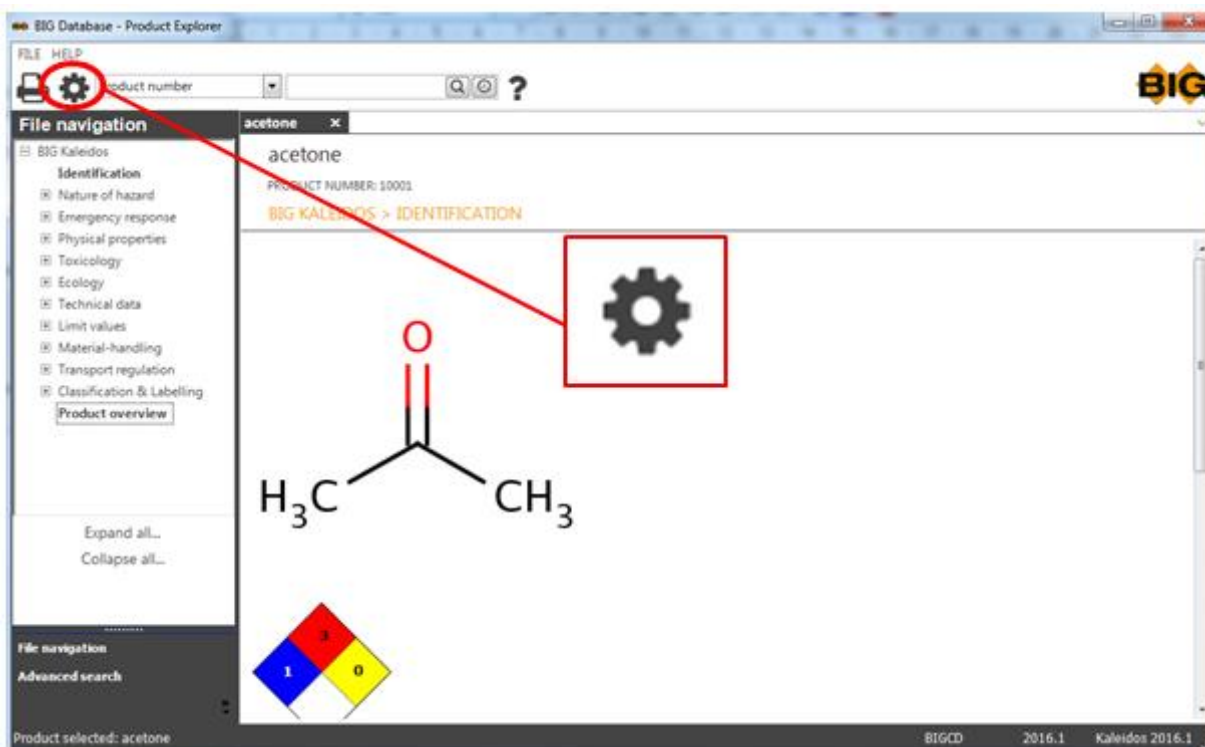 BIG Database - Product Explorer
FILE HELP
roduct number
?
BIG
File navigation
acetone x
BIG Kaleidos
Identification
Nature of hazard
Emergency response
Physical properties
Toxicology
Ecology
Technical data
Limit values
Material-handling
Transport regulation
Classification & Labelling
Product overview
Expand all...
Collapse all...
File navigation
Advanced search
acetone
PRODUCT NUMBER: 10001
BIG KALEIDOS > IDENTIFICATION
O
H₃C CH₃
3
1 0
Product selected: acetone BIGCD 2016.1 Kaleidos 2016.1